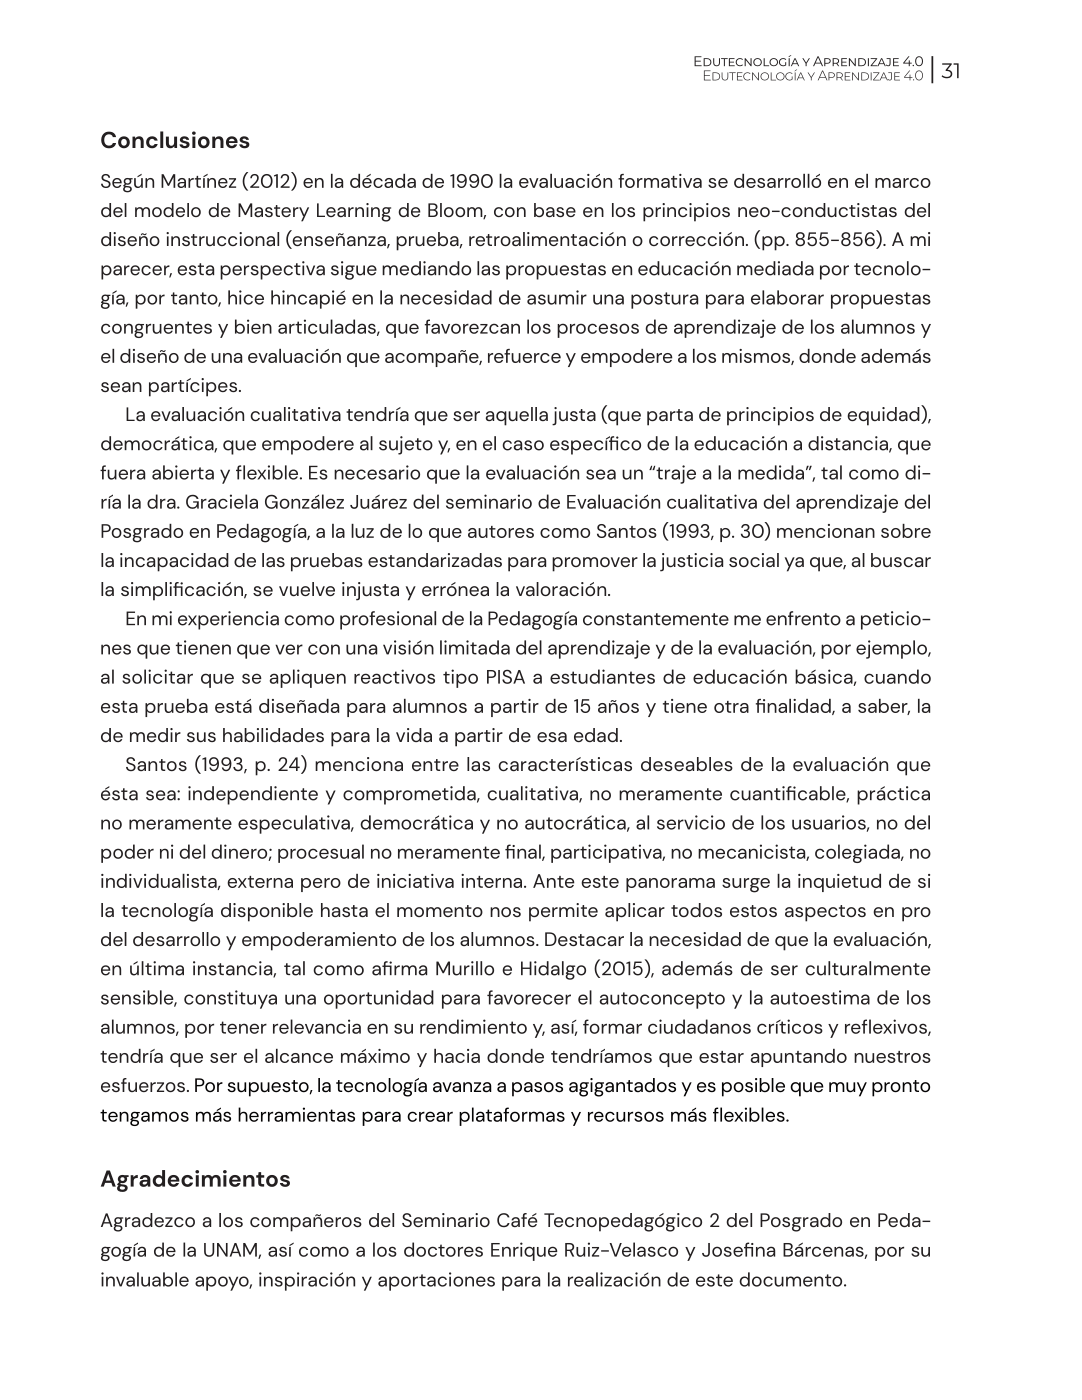 Edutecnología y Aprendizaje 4.0
Edutecnología y Aprendizaje 4.0
31
Conclusiones
Según Martínez (2012) en la década de 1990 la evaluación formativa se desarrolló en el marco
del modelo de Mastery Learning de Bloom, con base en los principios neo-conductistas del
diseño instruccional (enseñanza, prueba, retroalimentación o corrección. (pp. 855-856). A mi
parecer, esta perspectiva sigue mediando las propuestas en educación mediada por tecnolo-
gía, por tanto, hice hincapié en la necesidad de asumir una postura para elaborar propuestas
congruentes y bien articuladas, que favorezcan los procesos de aprendizaje de los alumnos y
el diseño de una evaluación que acompañe, refuerce y empodere a los mismos, donde además
sean partícipes.
La evaluación cualitativa tendría que ser aquella justa (que parta de principios de equidad),
democrática, que empodere al sujeto y, en el caso específico de la educación a distancia, que
fuera abierta y flexible. Es necesario que la evaluación sea un “traje a la medida”, tal como di-
ría la dra. Graciela González Juárez del seminario de Evaluación cualitativa del aprendizaje del
Posgrado en Pedagogía, a la luz de lo que autores como Santos (1993, p. 30) mencionan sobre
la incapacidad de las pruebas estandarizadas para promover la justicia social ya que, al buscar
la simplificación, se vuelve injusta y errónea la valoración.
En mi experiencia como profesional de la Pedagogía constantemente me enfrento a peticio-
nes que tienen que ver con una visión limitada del aprendizaje y de la evaluación, por ejemplo,
al solicitar que se apliquen reactivos tipo PISA a estudiantes de educación básica, cuando
esta prueba está diseñada para alumnos a partir de 15 años y tiene otra finalidad, a saber, la
de medir sus habilidades para la vida a partir de esa edad.
Santos (1993, p. 24) menciona entre las características deseables de la evaluación que
ésta sea: independiente y comprometida, cualitativa, no meramente cuantificable, práctica
no meramente especulativa, democrática y no autocrática, al servicio de los usuarios, no del
poder ni del dinero; procesual no meramente final, participativa, no mecanicista, colegiada, no
individualista, externa pero de iniciativa interna. Ante este panorama surge la inquietud de si
la tecnología disponible hasta el momento nos permite aplicar todos estos aspectos en pro
del desarrollo y empoderamiento de los alumnos. Destacar la necesidad de que la evaluación,
en última instancia, tal como afirma Murillo e Hidalgo (2015), además de ser culturalmente
sensible, constituya una oportunidad para favorecer el autoconcepto y la autoestima de los
alumnos, por tener relevancia en su rendimiento y, así, formar ciudadanos críticos y reflexivos,
tendría que ser el alcance máximo y hacia donde tendríamos que estar apuntando nuestros
esfuerzos. Por supuesto, la tecnología avanza a pasos agigantados y es posible que muy pronto
tengamos más herramientas para crear plataformas y recursos más flexibles.
Agradecimientos
Agradezco a los compañeros del Seminario Café Tecnopedagógico 2 del Posgrado en Peda-
gogía de la UNAM, así como a los doctores Enrique Ruiz-Velasco y Josefina Bárcenas, por su
invaluable apoyo, inspiración y aportaciones para la realización de este documento.